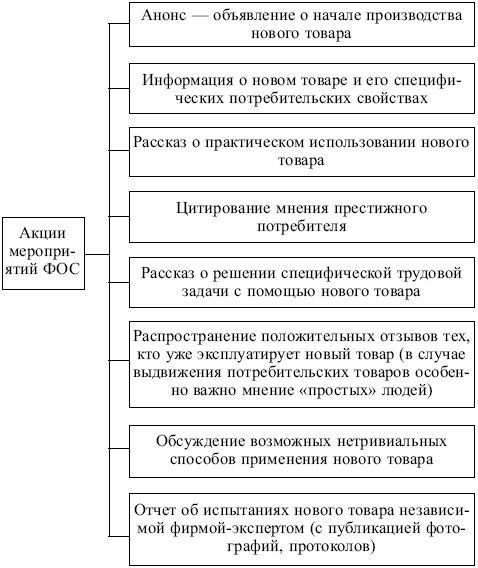 Анонс — объявление о начале производства
нового товара
Информация о новом товаре и его специфи-
ческих потребительских свойствах
Рассказ о практическом использовании нового
товара
Цитирование мнения престижного
потребителя
Акции
меропри-
ятий ФОС
Рассказ о решении специфической трудовой
задачи с помощью нового товара
Распространение положительных отзывов тех,
кто уже эксплуатирует новый товар (в случае
выдвижения потребительских товаров особен-
но важно мнение «простых» людей)
Обсуждение возможных нетривиальных
способов применения нового товара
Отчет об испытаниях нового товара независи-
мой фирмой-экспертом (с публикацией фото-
графий, протоколов)